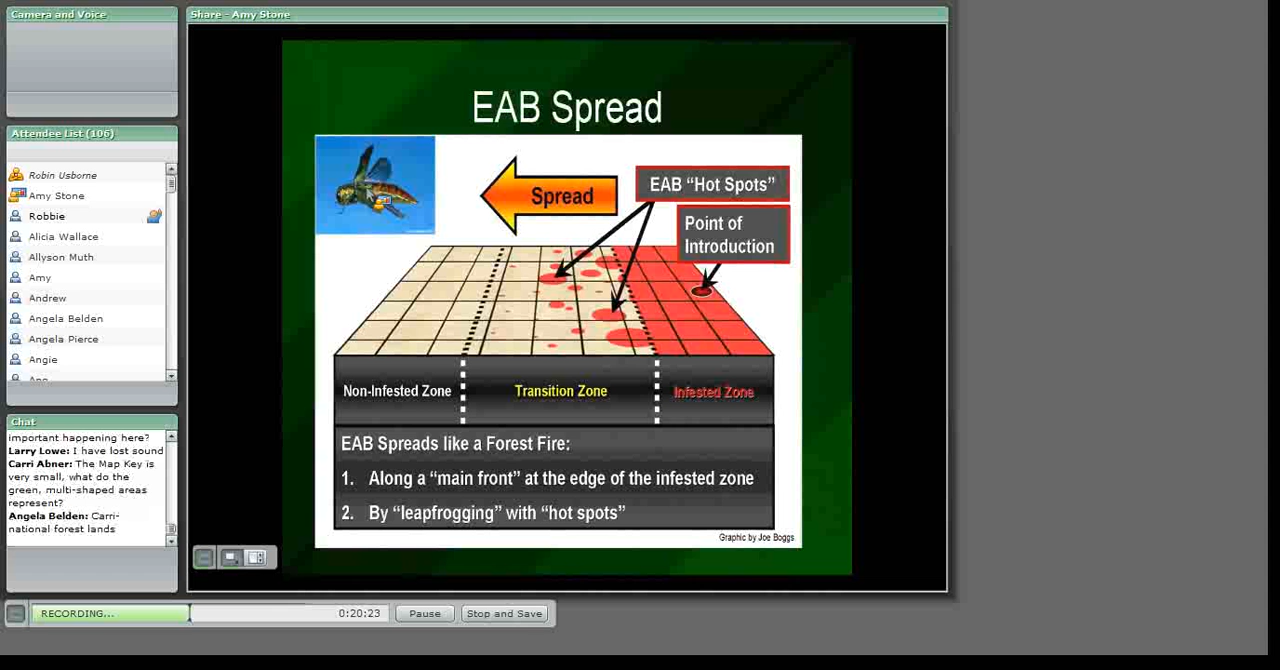 Camera and Voice
Share - Amy Stone
Attendee List (106)
Robin Usborne
Amy Stone
Robbie
Alicia Wallace
Allyson Muth
Amy
Andrew
Angela Belden
Angela Pierce
Angie
Chat
important happening here?
Larry Lowe: I have lost sound
Carri Abner: The Map Key is
very small, what do the
green, multi-shaped areas
represent?
Angela Belden: Carri-
national forest lands
EAB Spread
Spread
EAB “Hot Spots”
Point of
Introduction
Non-Infested Zone
Transition Zone
Infested Zone
EAB Spreads like a Forest Fire:
1. Along a “main front” at the edge of the infested zone
2. By “leapfrogging” with “hot spots”
Graphic by Joe Boggs
RECORDING...
0:20:23
Pause
Stop and Save